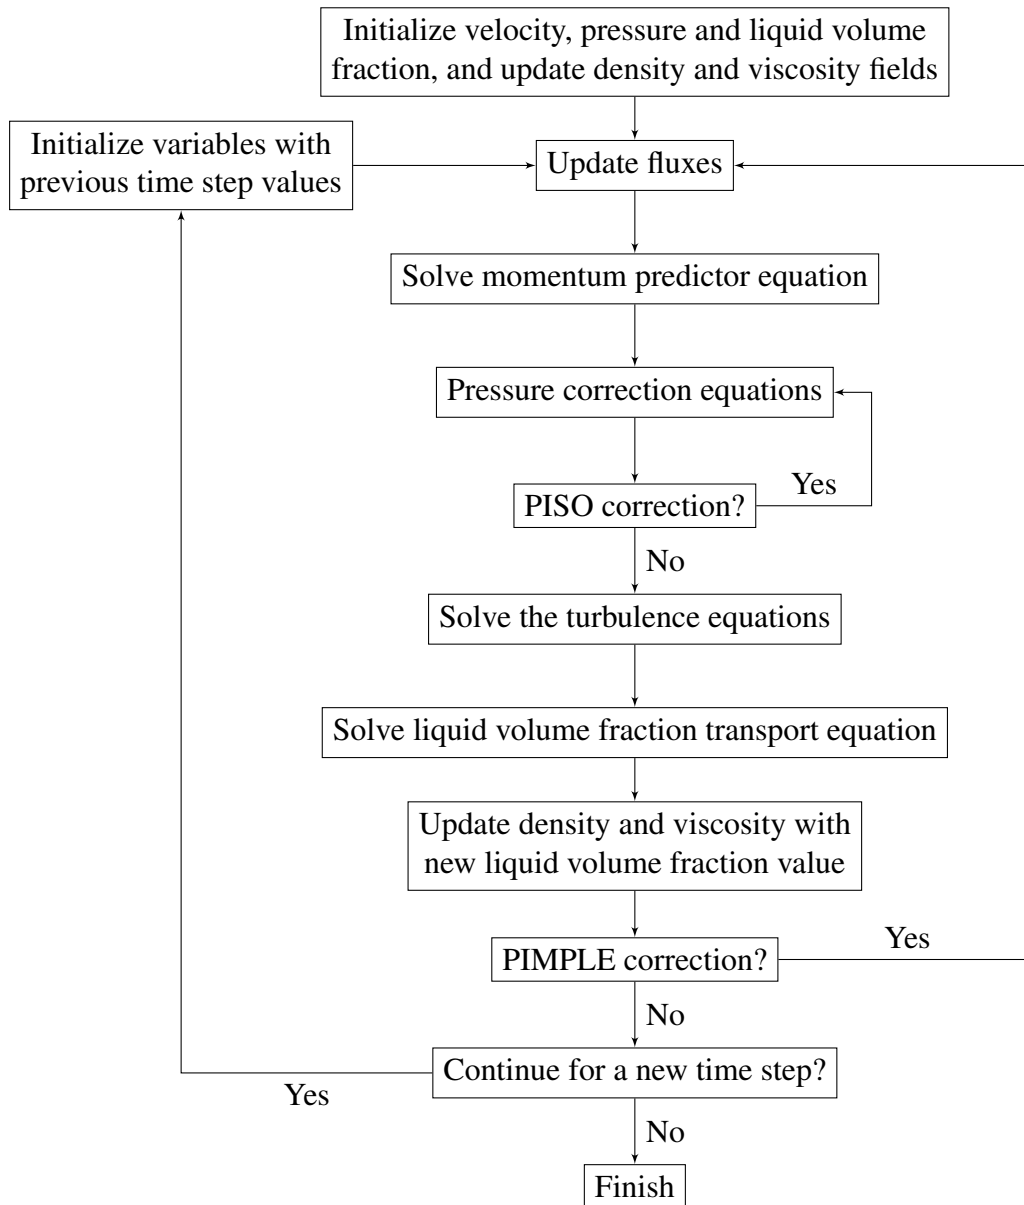 Initialize velocity, pressure and liquid volume
fraction, and update density and viscosity fields
Initialize variables with
previous time step values
Update fluxes
Solve momentum predictor equation
Pressure correction equations
PISO correction?
Yes
No
Solve the turbulence equations
Solve liquid volume fraction transport equation
Update density and viscosity with
new liquid volume fraction value
PIMPLE correction?
Yes
No
Continue for a new time step?
Yes
No
Finish